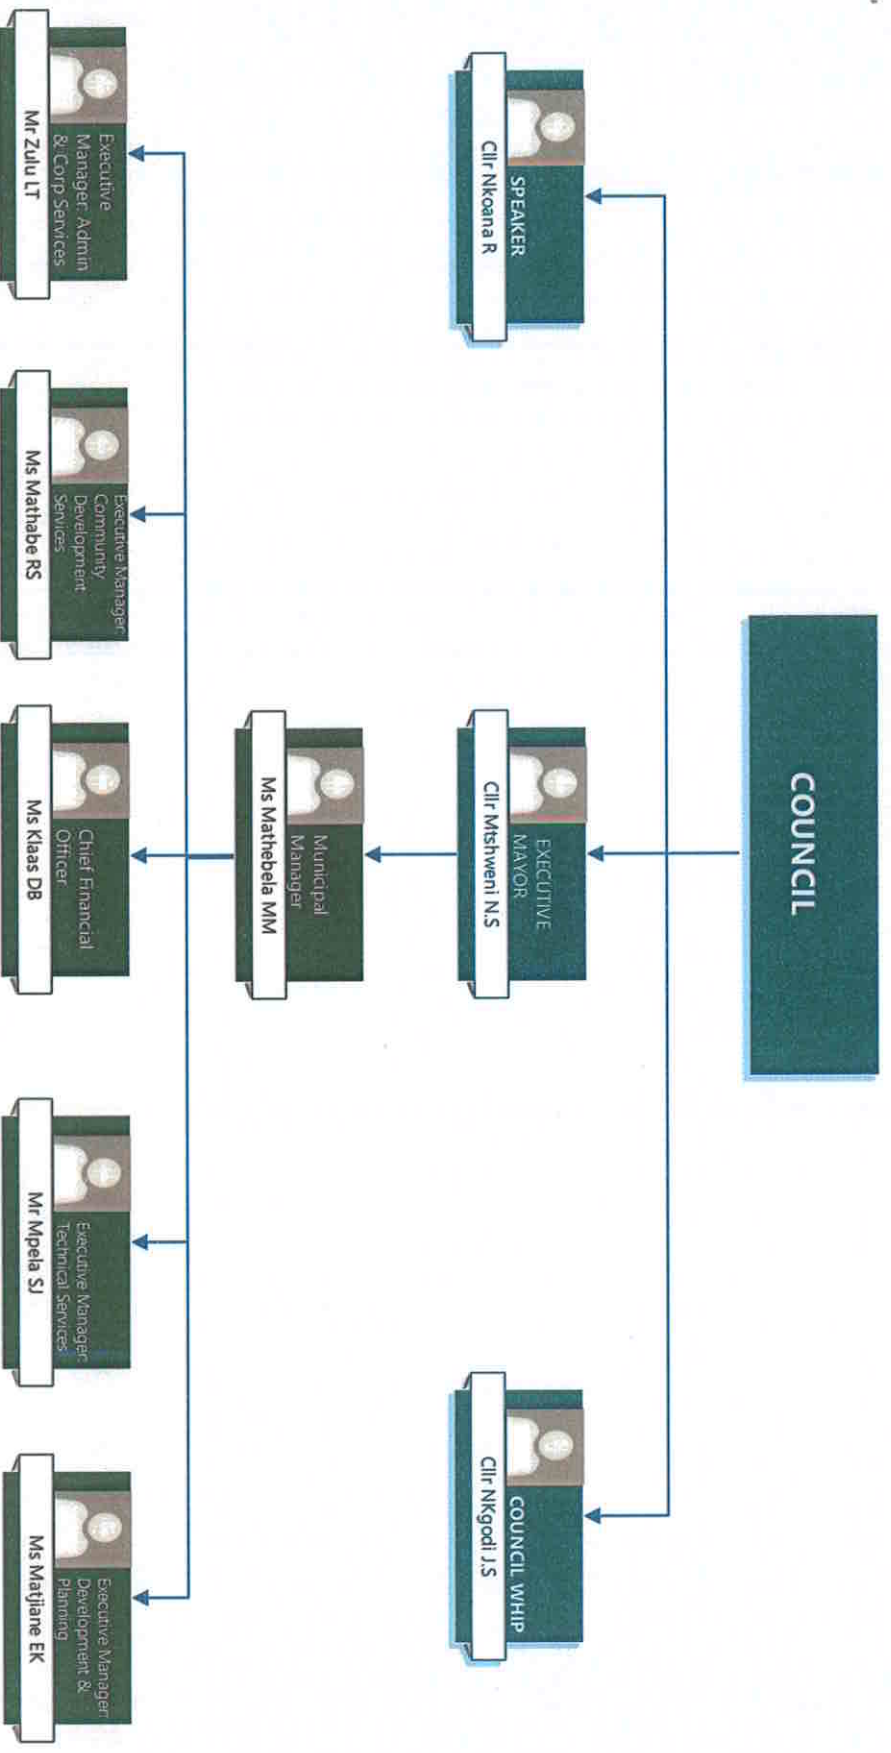 COUNCIL
SPEAKER
Cllr Nkoana R
EXECUTIVE
MAYOR
Cllr Mtshweni N.S
COUNCIL WHIP
Cllr NKgodi J.S
Municipal
Manager
Ms Mathebela MM
Executive
Manager: Admin
& Corp Services
Mr Zulu LT
Executive Manager:
Community
Development
Services
Ms Mathabe RS
Chief Financial
Officer
Ms Klaas DB
Executive Manager:
Technical Services
Mr Mpela SJ
Executive Manager:
Development &
Planning
Ms Matjiane EK